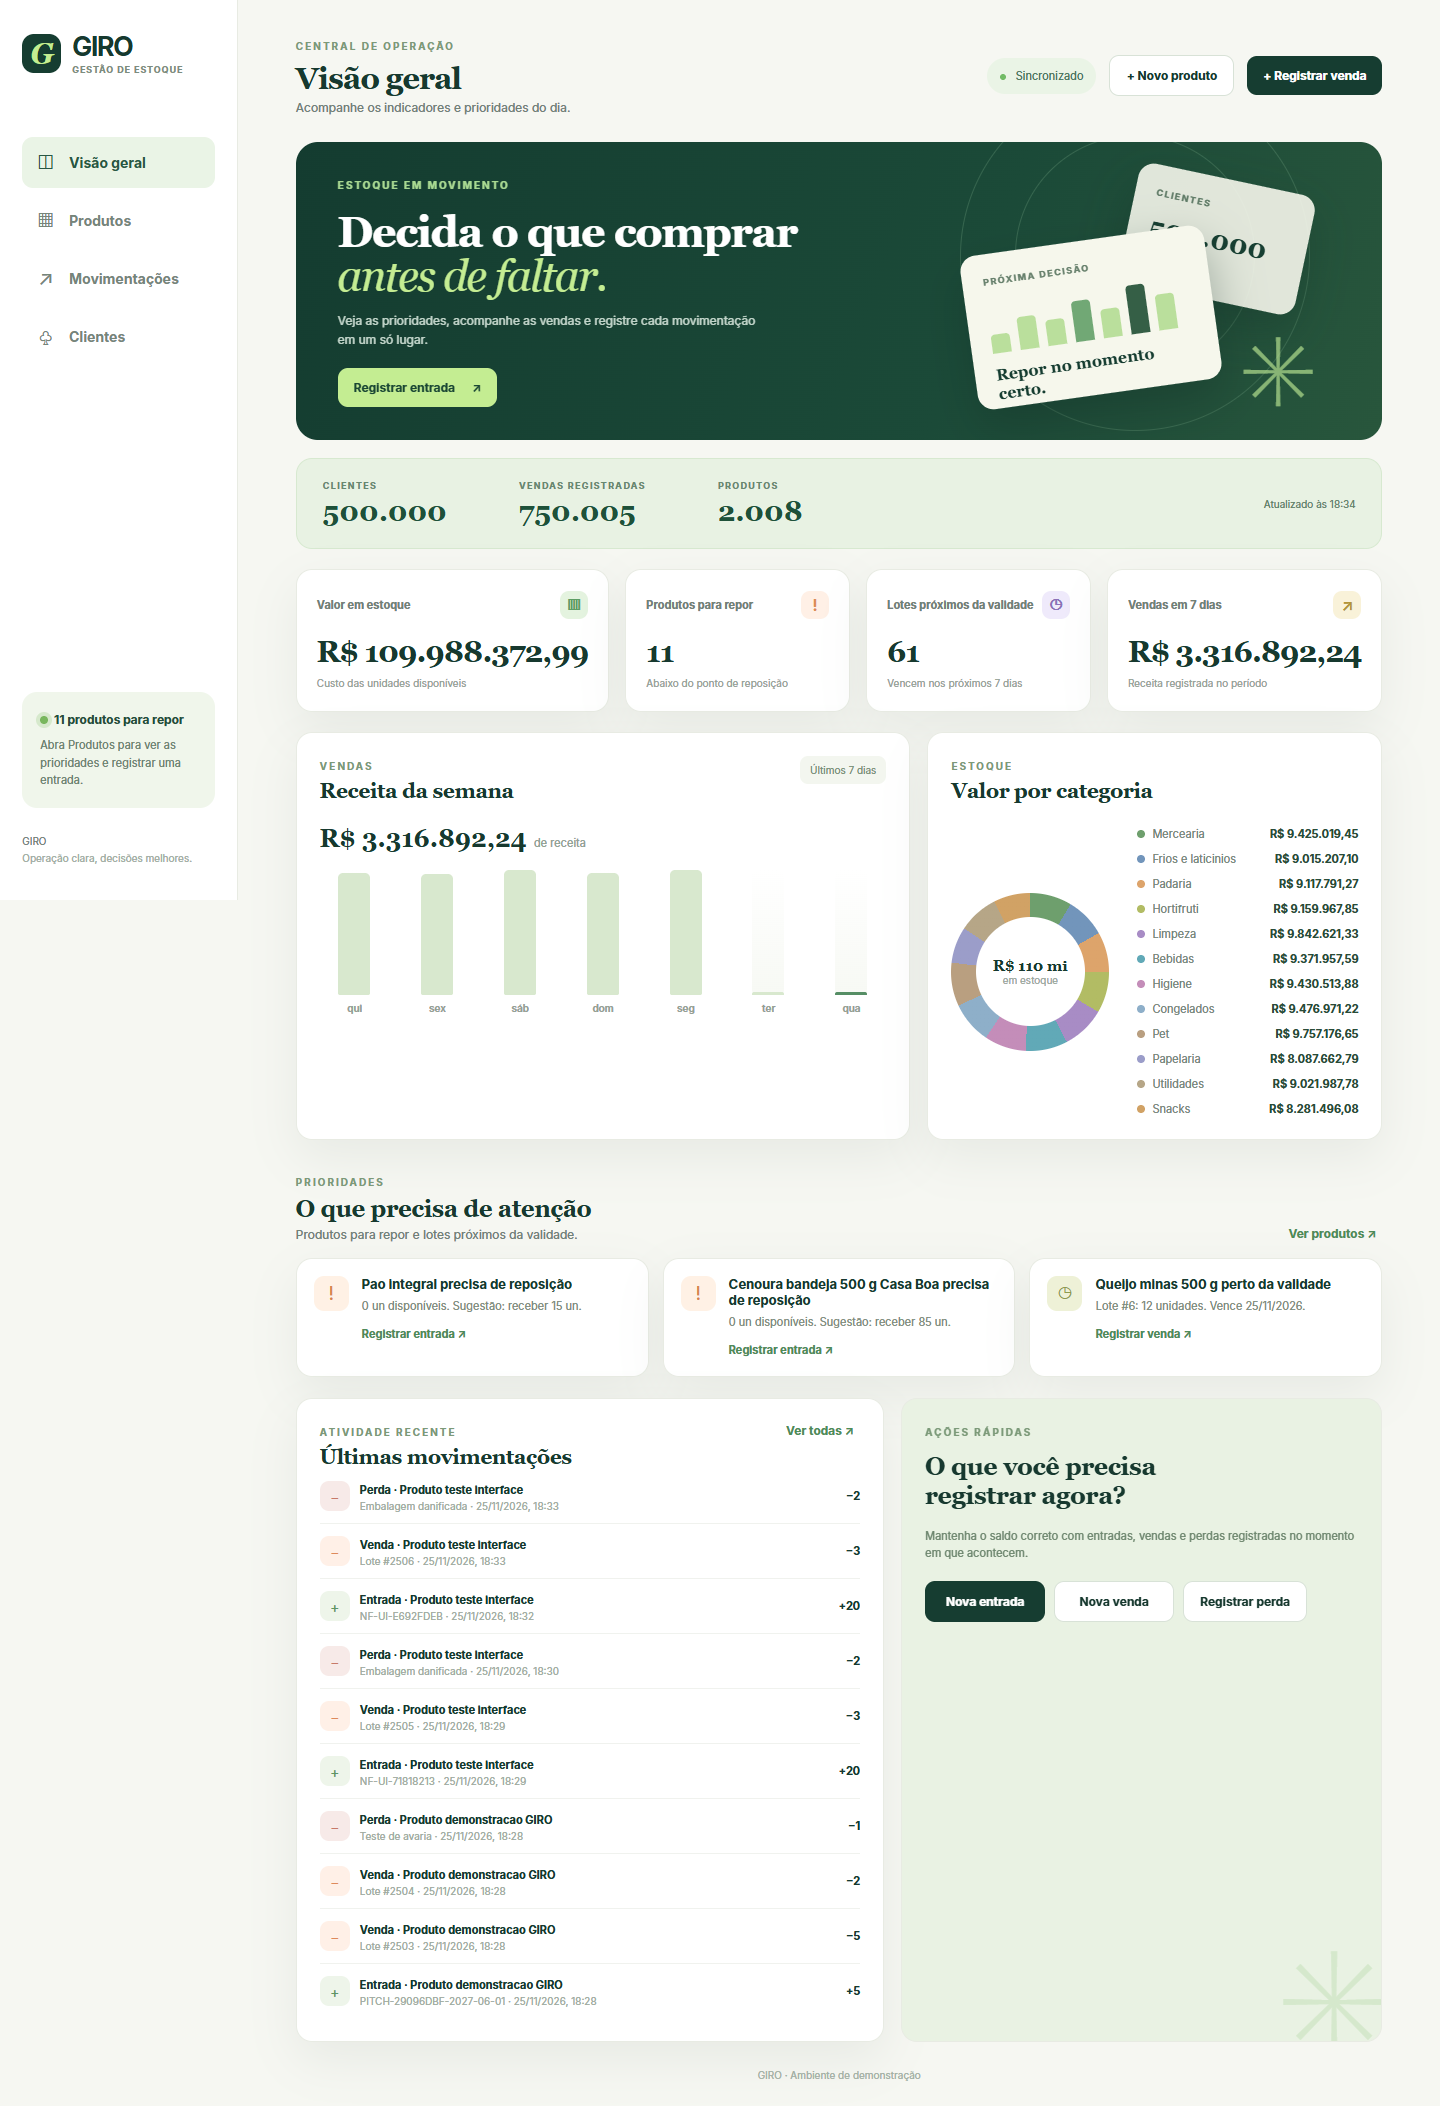 G GIRO
GESTÃO DE ESTOQUE
Visão geral
Produtos
Movimentações
Clientes
11 produtos para repor
Abra Produtos para ver as
prioridades e registrar uma
entrada.
GIRO
Operação clara, decisões melhores.
CENTRAL DE OPERAÇÃO
Visão geral
Acompanhe os indicadores e prioridades do dia.
Sincronizado
+ Novo produto
+ Registrar venda
ESTOQUE EM MOVIMENTO
Decida o que comprar
antes de faltar.
Veja as prioridades, acompanhe as vendas e registre cada movimentação
em um só lugar.
Registrar entrada
CLIENTES
PRÓXIMA DECISÃO
Repor no momento
certo.
CLIENTES
500.000
VENDAS REGISTRADAS
750.005
PRODUTOS
2.008
Atualizado às 18:34
Valor em estoque
R$ 109.988.372,99
Custo das unidades disponíveis
Produtos para repor
!
11
Abaixo do ponto de reposição
Lotes próximos da validade
61
Vencem nos próximos 7 dias
Vendas em 7 dias
R$ 3.316.892,24
Receita registrada no período
VENDAS
Receita da semana
Últimos 7 dias
R$ 3.316.892,24 de receita
qui sex sáb dom seg ter qua
ESTOQUE
Valor por categoria
R$ 110 mi
em estoque
Mercearia R$ 9.425.019,45
Frios e laticinios R$ 9.015.207,10
Padaria R$ 9.117.791,27
Hortifruti R$ 9.159.967,85
Limpeza R$ 9.842.621,33
Bebidas R$ 9.371.957,59
Higiene R$ 9.430.513,88
Congelados R$ 9.476.971,22
Pet R$ 9.757.176,65
Papelaria R$ 8.087.662,79
Utilidades R$ 9.021.987,78
Snacks R$ 8.281.496,08
PRIORIDADES
O que precisa de atenção
Produtos para repor e lotes próximos da validade.
Ver produtos
!
Pao integral precisa de reposição
0 un disponíveis. Sugestão: receber 15 un.
Registrar entrada
!
Cenoura bandeja 500 g Casa Boa precisa
de reposição
0 un disponíveis. Sugestão: receber 85 un.
Registrar entrada
Queijo minas 500 g perto da validade
Lote #6: 12 unidades. Vence 25/11/2026.
Registrar venda
ATIVIDADE RECENTE
Últimas movimentações
Ver todas
Perda · Produto teste interface −2
Embalagem danificada · 25/11/2026, 18:33
Venda · Produto teste interface −3
Lote #2506 · 25/11/2026, 18:33
Entrada · Produto teste interface +20
NF-UI-E692FDEB · 25/11/2026, 18:32
Perda · Produto teste interface −2
Embalagem danificada · 25/11/2026, 18:30
Venda · Produto teste interface −3
Lote #2505 · 25/11/2026, 18:29
Entrada · Produto teste interface +20
NF-UI-71818213 · 25/11/2026, 18:29
Perda · Produto demonstracao GIRO −1
Teste de avaria · 25/11/2026, 18:28
Venda · Produto demonstracao GIRO −2
Lote #2504 · 25/11/2026, 18:28
Venda · Produto demonstracao GIRO −5
Lote #2503 · 25/11/2026, 18:28
Entrada · Produto demonstracao GIRO +5
PITCH-29096DBF-2027-06-01 · 25/11/2026, 18:28
AÇÕES RÁPIDAS
O que você precisa
registrar agora?
Mantenha o saldo correto com entradas, vendas e perdas registradas no momento
em que acontecem.
Nova entrada
Nova venda
Registrar perda
GIRO · Ambiente de demonstração